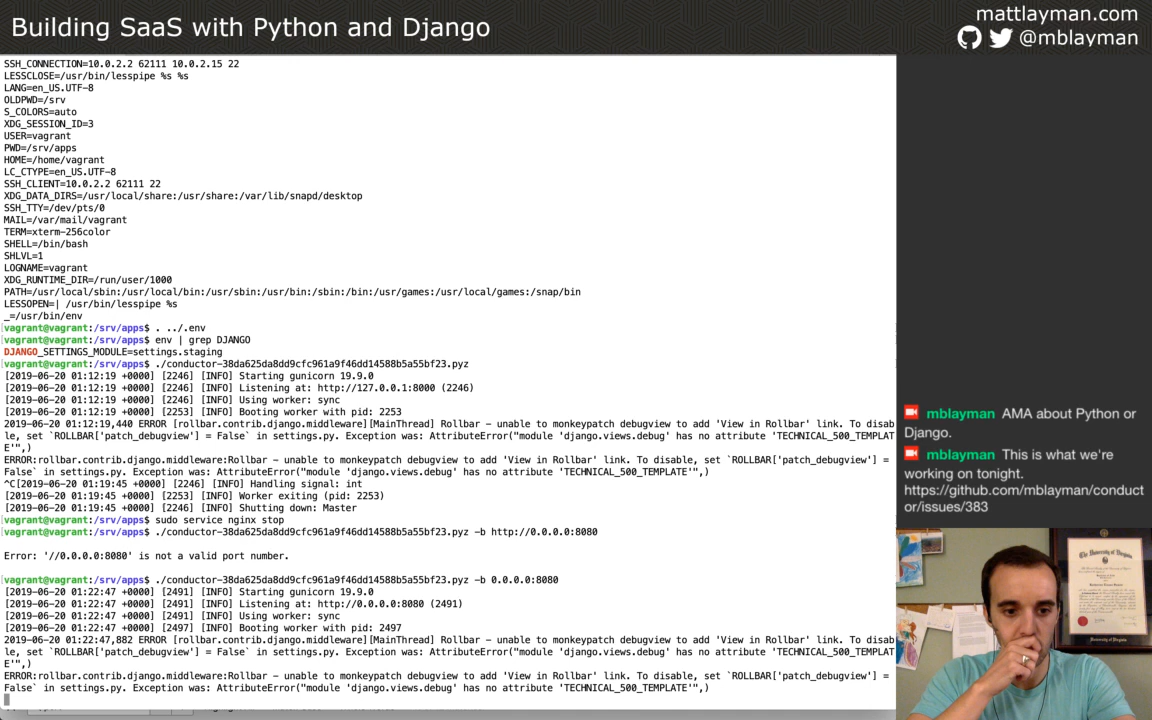 Building SaaS with Python and Django
mattlayman.com
@mblayman
SSH_CONNECTION=10.0.2.2 62111 10.0.2.15 22
LESSCLOSE=/usr/bin/lesspipe %s %s
LANG=en_US.UTF-8
OLDPWD=/srv
S_COLORS=auto
XDG_SESSION_ID=3
USER=vagrant
PWD=/srv/apps
HOME=/home/vagrant
LC_CTYPE=en_US.UTF-8
SSH_CLIENT=10.0.2.2 62111 22
XDG_DATA_DIRS=/usr/local/share:/usr/share:/var/lib/snapd/desktop
SSH_TTY=/dev/pts/0
MAIL=/var/mail/vagrant
TERM=xterm-256color
SHELL=/bin/bash
SHLVL=1
LOGNAME=vagrant
XDG_RUNTIME_DIR=/run/user/1000
PATH=/usr/local/sbin:/usr/local/bin:/usr/sbin:/usr/bin:/sbin:/bin:/usr/games:/usr/local/games:/snap/bin
LESSOPEN=| /usr/bin/lesspipe %s
_=/usr/bin/env
vagrant@vagrant:/srv/apps$ . ../.env
vagrant@vagrant:/srv/apps$ env | grep DJANGO
DJANGO_SETTINGS_MODULE=settings.staging
vagrant@vagrant:/srv/apps$ ./conductor-38da625da8dd9cfc961a9f46dd14588b5a55bf23.pyz
[2019-06-20 01:12:19 +0000] [2246] [INFO] Starting gunicorn 19.9.0
[2019-06-20 01:12:19 +0000] [2246] [INFO] Listening at: http://127.0.0.1:8000 (2246)
[2019-06-20 01:12:19 +0000] [2246] [INFO] Using worker: sync
[2019-06-20 01:12:19 +0000] [2253] [INFO] Booting worker with pid: 2253
2019-06-20 01:12:19,440 ERROR [rollbar.contrib.django.middleware][MainThread] Rollbar - unable to monkeypatch debugview to add 'View in Rollbar' link. To disab
le, set `ROLLBAR['patch_debugview'] = False` in settings.py. Exception was: AttributeError("module 'django.views.debug' has no attribute 'TECHNICAL_500_TEMPLAT
E'",)
ERROR:rollbar.contrib.django.middleware:Rollbar - unable to monkeypatch debugview to add 'View in Rollbar' link. To disable, set `ROLLBAR['patch_debugview'] =
False` in settings.py. Exception was: AttributeError("module 'django.views.debug' has no attribute 'TECHNICAL_500_TEMPLATE'",)
^C[2019-06-20 01:19:45 +0000] [2246] [INFO] Handling signal: int
[2019-06-20 01:19:45 +0000] [2253] [INFO] Worker exiting (pid: 2253)
[2019-06-20 01:19:45 +0000] [2246] [INFO] Shutting down: Master
vagrant@vagrant:/srv/apps$ sudo service nginx stop
vagrant@vagrant:/srv/apps$ ./conductor-38da625da8dd9cfc961a9f46dd14588b5a55bf23.pyz -b http://0.0.0.0:8080
Error: '//0.0.0.0:8080' is not a valid port number.
vagrant@vagrant:/srv/apps$ ./conductor-38da625da8dd9cfc961a9f46dd14588b5a55bf23.pyz -b 0.0.0.0:8080
[2019-06-20 01:22:47 +0000] [2491] [INFO] Starting gunicorn 19.9.0
[2019-06-20 01:22:47 +0000] [2491] [INFO] Listening at: http://0.0.0.0:8080 (2491)
[2019-06-20 01:22:47 +0000] [2491] [INFO] Using worker: sync
[2019-06-20 01:22:47 +0000] [2497] [INFO] Booting worker with pid: 2497
2019-06-20 01:22:47,882 ERROR [rollbar.contrib.django.middleware][MainThread] Rollbar - unable to monkeypatch debugview to add 'View in Rollbar' link. To disab
le, set `ROLLBAR['patch_debugview'] = False` in settings.py. Exception was: AttributeError("module 'django.views.debug' has no attribute 'TECHNICAL_500_TEMPLAT
E'",)
ERROR:rollbar.contrib.django.middleware:Rollbar - unable to monkeypatch debugview to add 'View in Rollbar' link. To disable, set `ROLLBAR['patch_debugview'] =
False` in settings.py. Exception was: AttributeError("module 'django.views.debug' has no attribute 'TECHNICAL_500_TEMPLATE'",)
mblayman AMA about Python or
Django.
mblayman This is what we're
working on tonight.
https://github.com/mblayman/conduct
or/issues/383
The University of Virginia